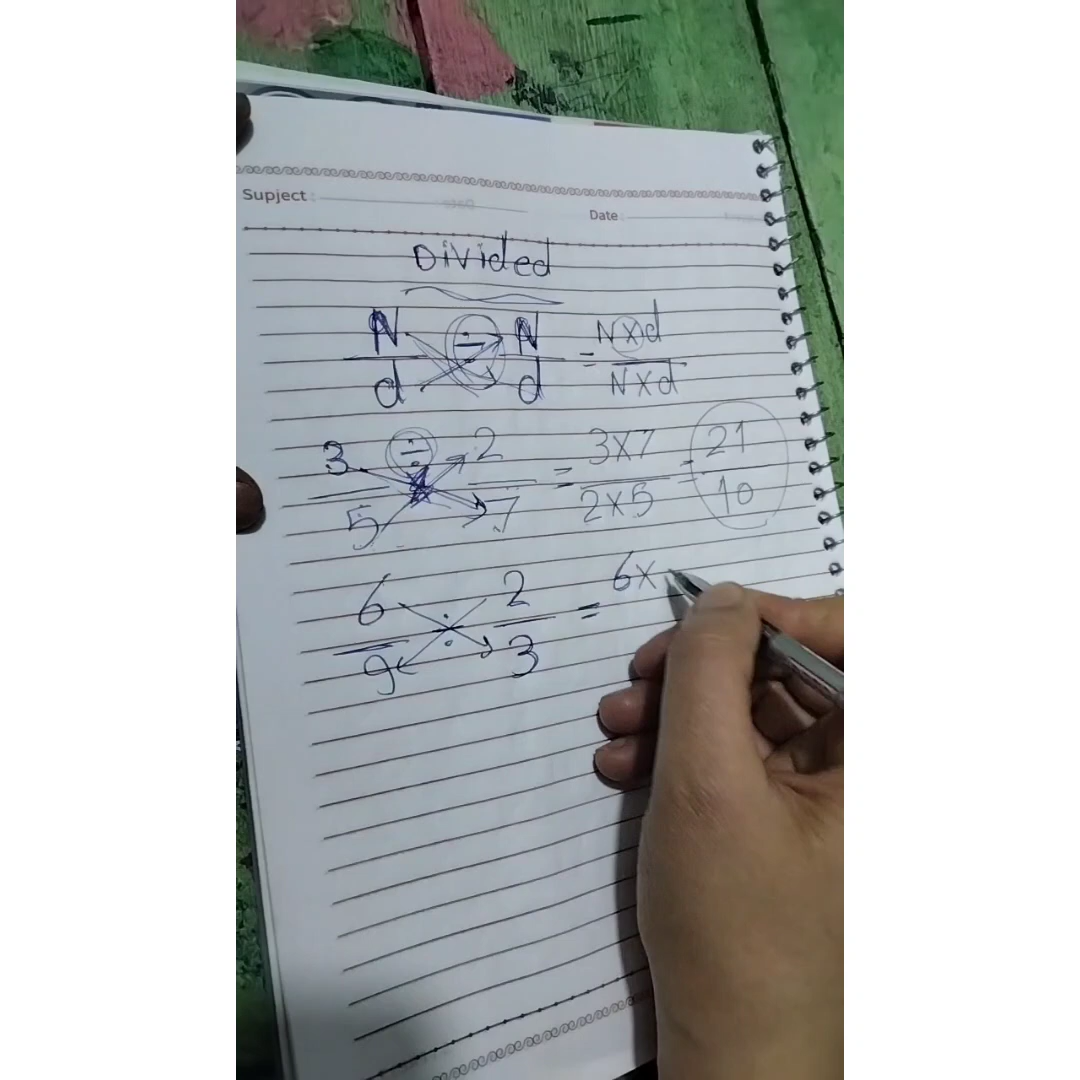 Supject :
Date :
Divided
N/d ÷ N/d = N×d/N×d
3/5 ÷ 2/7 = 3×7/2×5 = 21/10
6/9 ÷ 2/3 = 6×